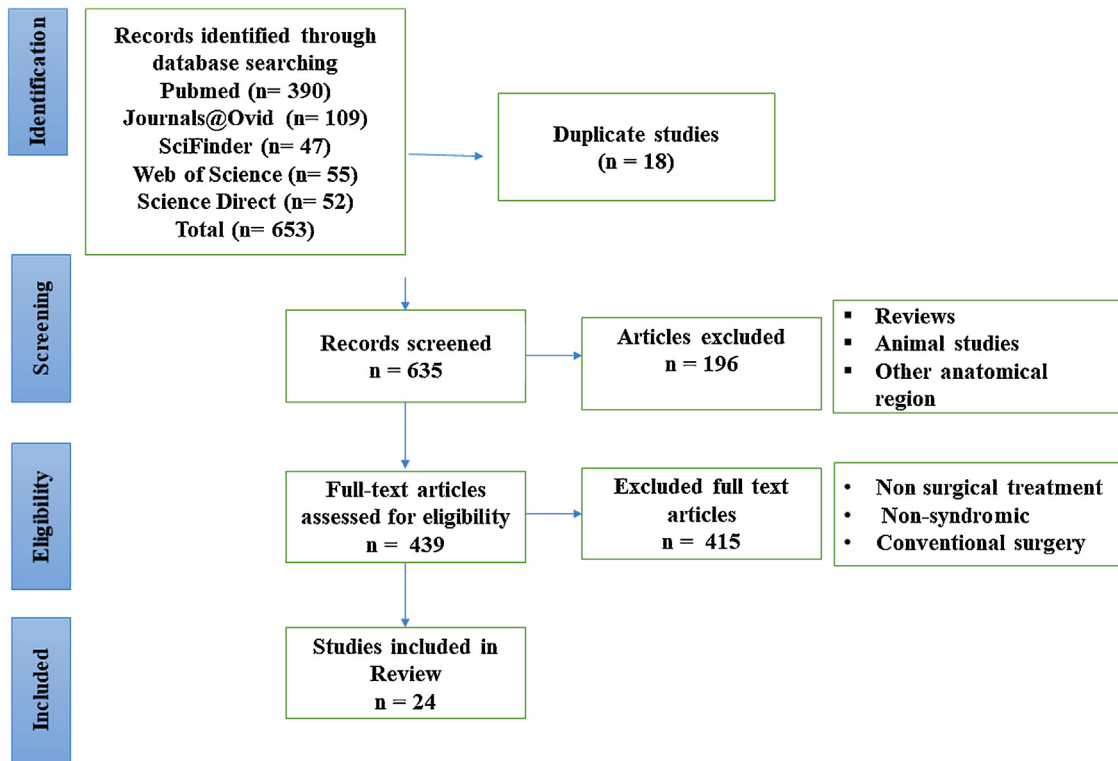 Identification
Records identified through
database searching
Pubmed (n= 390)
Journals@Ovid (n= 109)
SciFinder (n= 47)
Web of Science (n= 55)
Science Direct (n= 52)
Total (n= 653)
Duplicate studies
(n = 18)
Screening
Records screened
n = 635
Articles excluded
n = 196
▪ Reviews
▪ Animal studies
▪ Other anatomical
region
Eligibility
Full-text articles
assessed for eligibility
n = 439
Excluded full text
articles
n = 415
• Non surgical treatment
• Non-syndromic
• Conventional surgery
Included
Studies included in
Review
n = 24